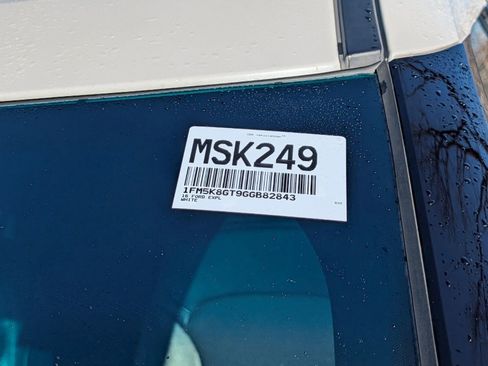 MSK249
1FM5K8GT9GGB82843
16 FORD EXPL
WHITE